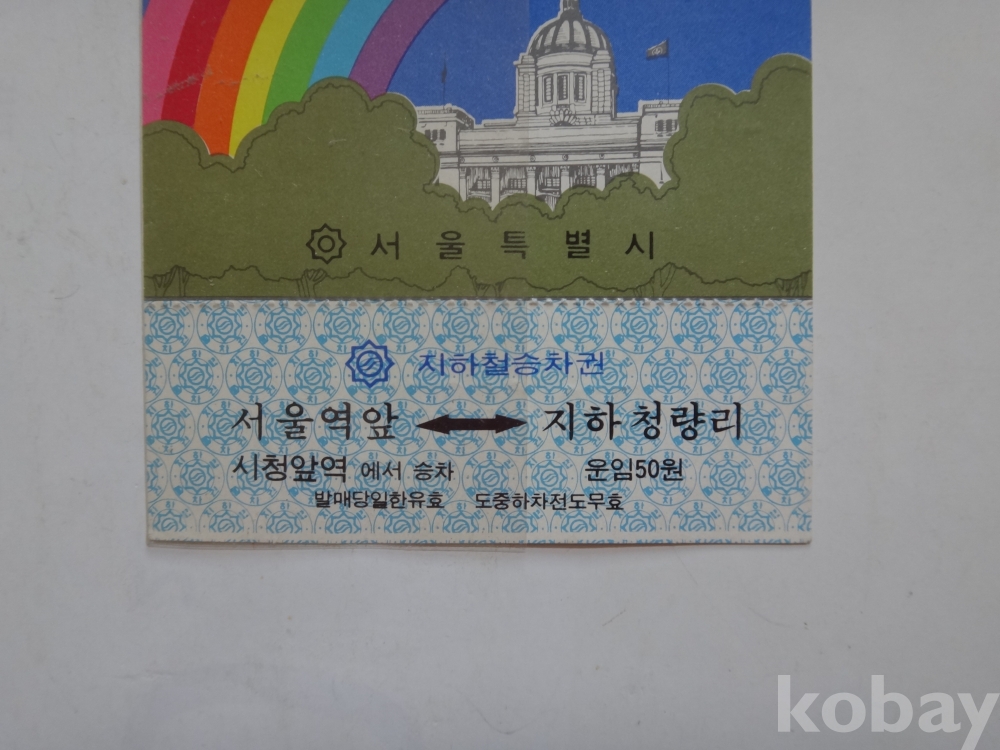 서울특별시
지하철승차권
서울역앞 지하청량리
시청앞역 에서 승차 운임50원
발매당일한유효 도중하차전도무효
kobay